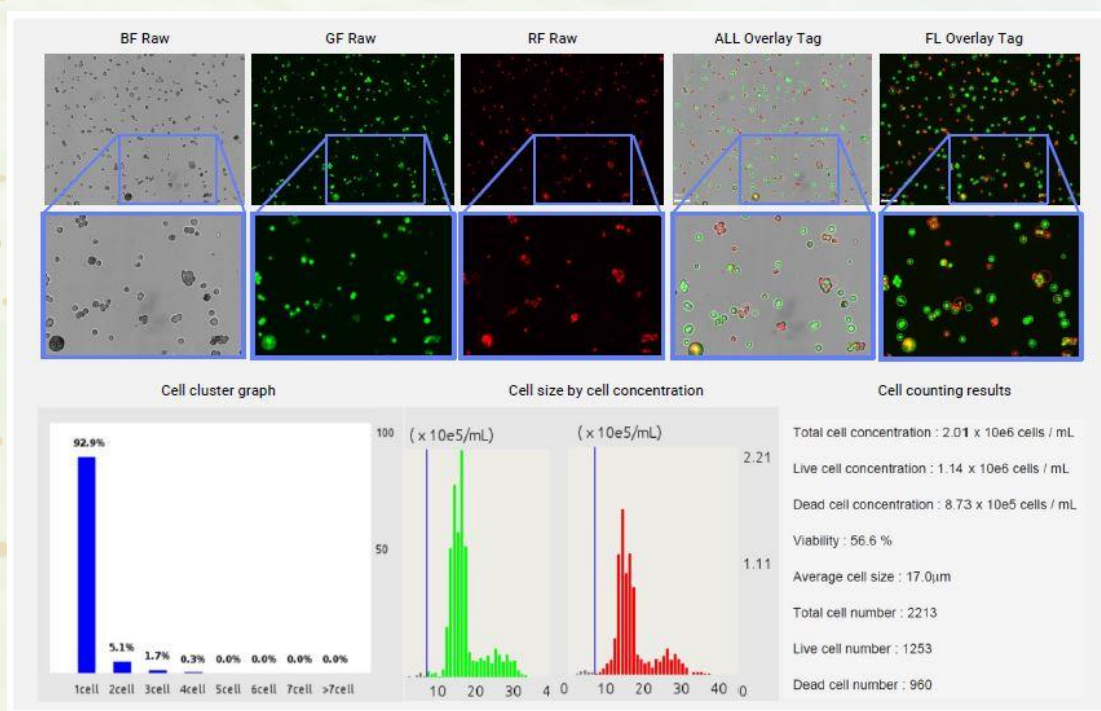 BF Raw
GF Raw
RF Raw
ALL Overlay Tag
FL Overlay Tag
Cell cluster graph
92.9%
5.1%
1.7%
0.3%
0.0%
0.0%
0.0%
0.0%
1cell
2cell
3cell
4cell
5cell
6cell
7cell
>7cell
100
50
Cell size by cell concentration
( x 10e5/mL)
10
20
30
4
( x 10e5/mL)
2.21
1.11
0
10
20
30
40
0
Cell counting results
Total cell concentration : 2.01 x 10e6 cells / mL
Live cell concentration : 1.14 x 10e6 cells / mL
Dead cell concentration : 8.73 x 10e5 cells / mL
Viability : 56.6 %
Average cell size : 17.0μm
Total cell number : 2213
Live cell number : 1253
Dead cell number : 960